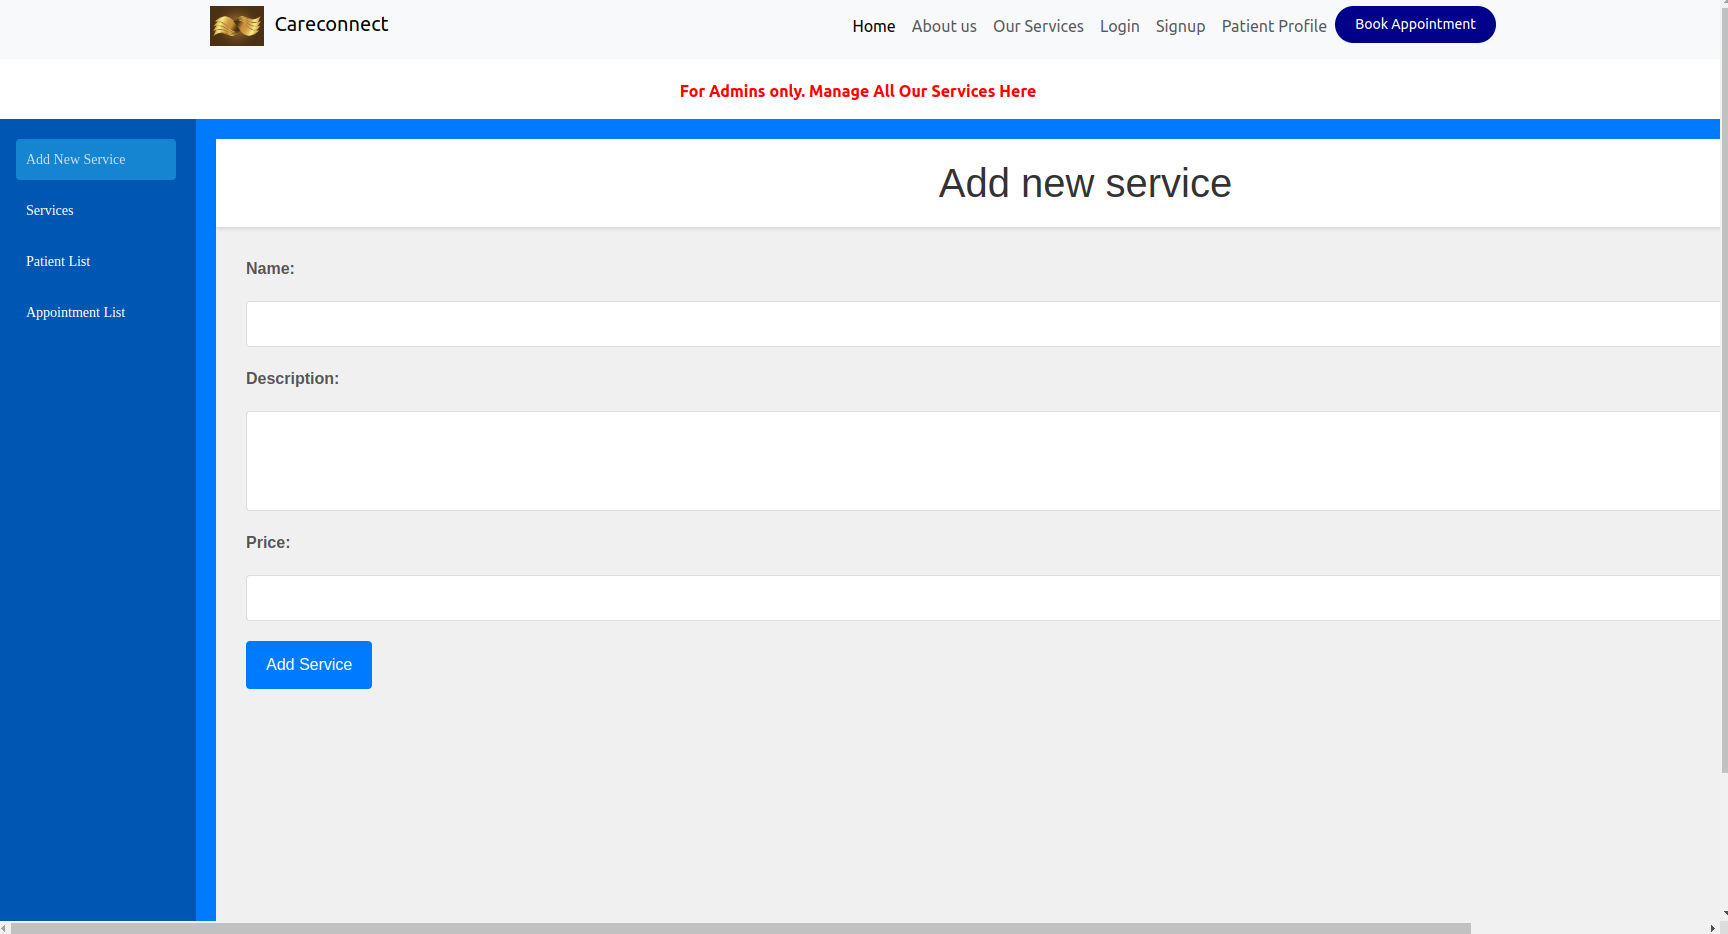 Careconnect
Home About us Our Services Login Signup Patient Profile Book Appointment
For Admins only. Manage All Our Services Here
Add New Service
Services
Patient List
Appointment List
Add new service
Name:
Description:
Price:
Add Service